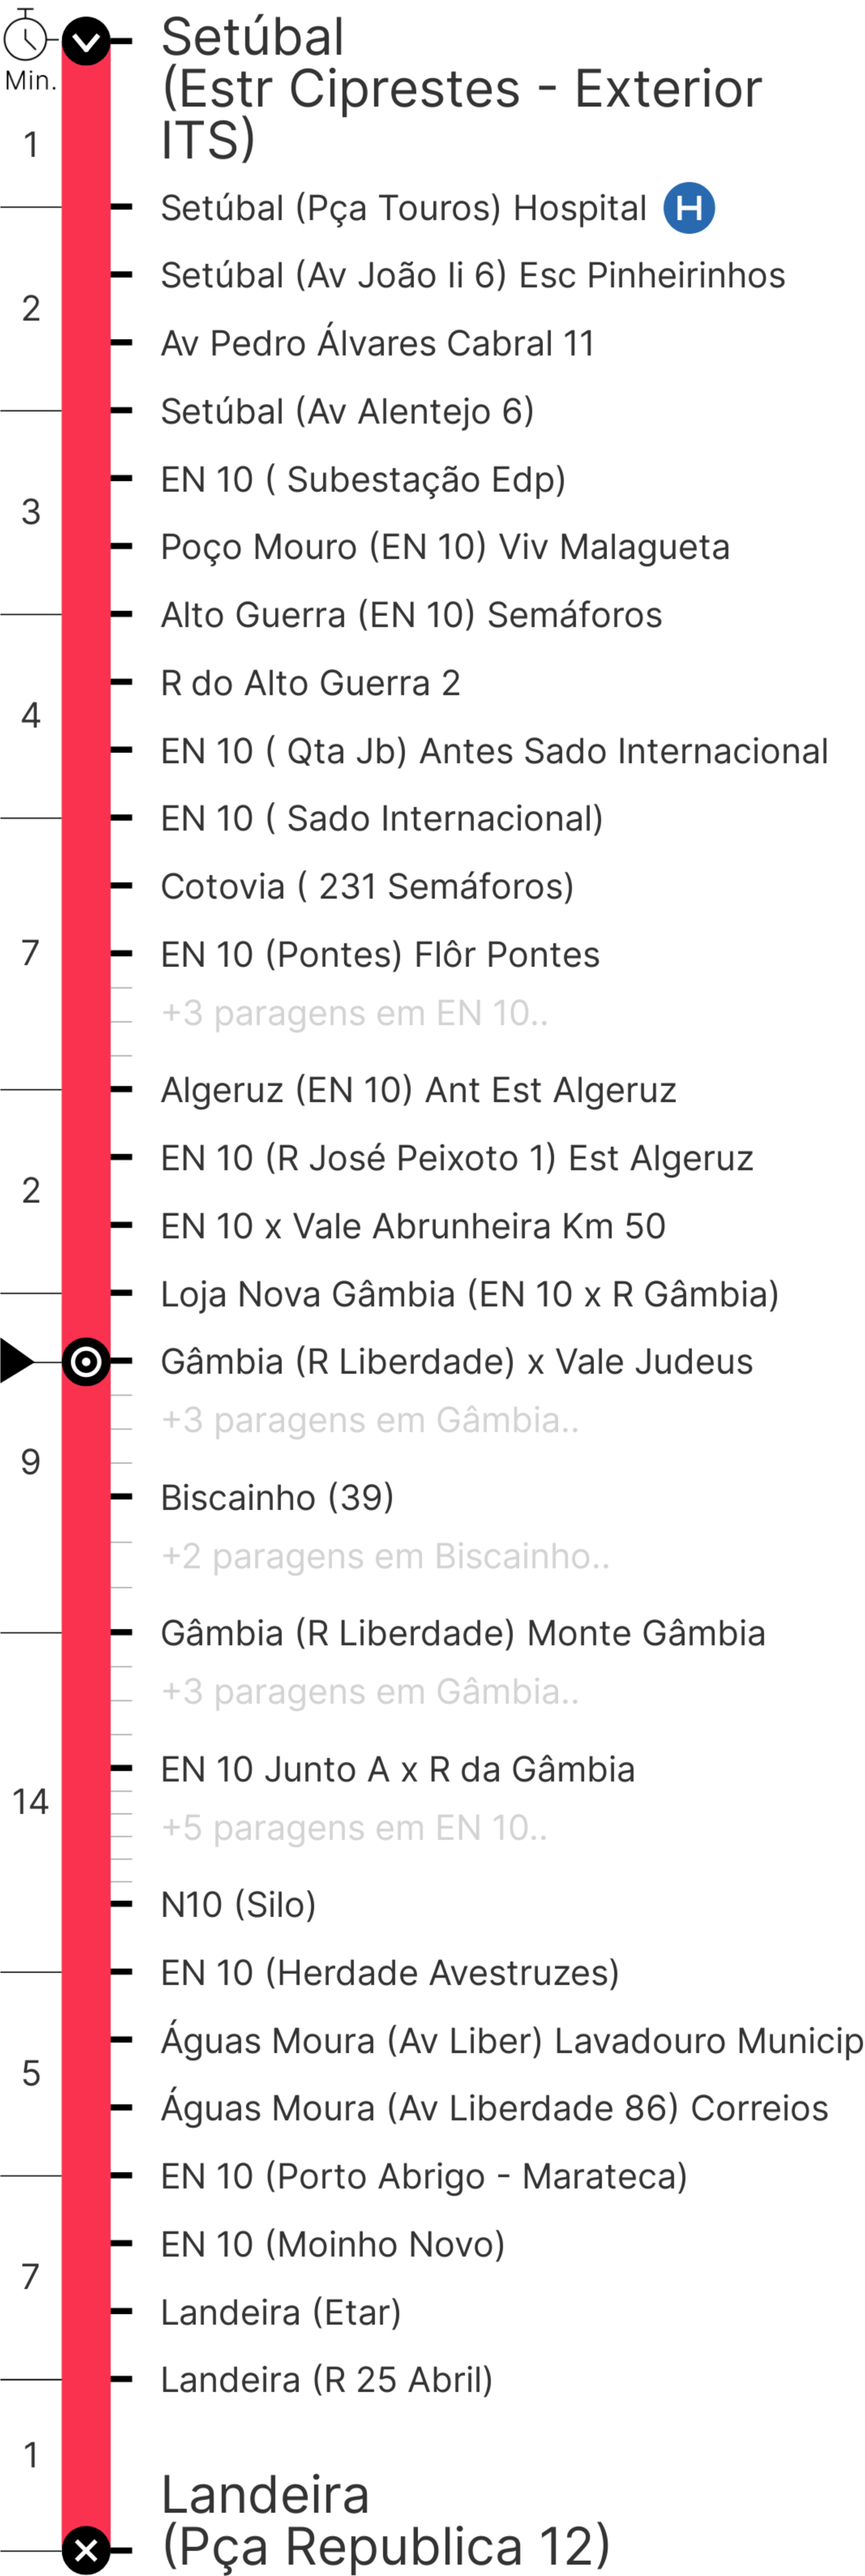 Setúbal
Min.
(Estr Ciprestes - Exterior
ITS)
1
Setúbal (Pça Touros) Hospital H
Setúbal (Av João Ii 6) Esc Pinheirinhos
2
Av Pedro Álvares Cabral 11
Setúbal (Av Alentejo 6)
EN 10 ( Subestação Edp)
3
Poço Mouro (EN 10) Viv Malagueta
Alto Guerra (EN 10) Semáforos
R do Alto Guerra 2
4
EN 10 ( Qta Jb) Antes Sado Internacional
EN 10 ( Sado Internacional)
Cotovia ( 231 Semáforos)
7
EN 10 (Pontes) Flôr Pontes
+3 paragens em EN 10..
Algeruz (EN 10) Ant Est Algeruz
EN 10 (R José Peixoto 1) Est Algeruz
2
EN 10 x Vale Abrunheira Km 50
Loja Nova Gâmbia (EN 10 x R Gâmbia)
Gâmbia (R Liberdade) x Vale Judeus
+3 paragens em Gâmbia..
9
Biscainho (39)
+2 paragens em Biscainho..
Gâmbia (R Liberdade) Monte Gâmbia
+3 paragens em Gâmbia..
EN 10 Junto A x R da Gâmbia
14
+5 paragens em EN 10..
N10 (Silo)
EN 10 (Herdade Avestruzes)
Águas Moura (Av Liber) Lavadouro Municip
5
Águas Moura (Av Liberdade 86) Correios
EN 10 (Porto Abrigo - Marateca)
EN 10 (Moinho Novo)
7
Landeira (Etar)
Landeira (R 25 Abril)
1
Landeira
(Pça Republica 12)